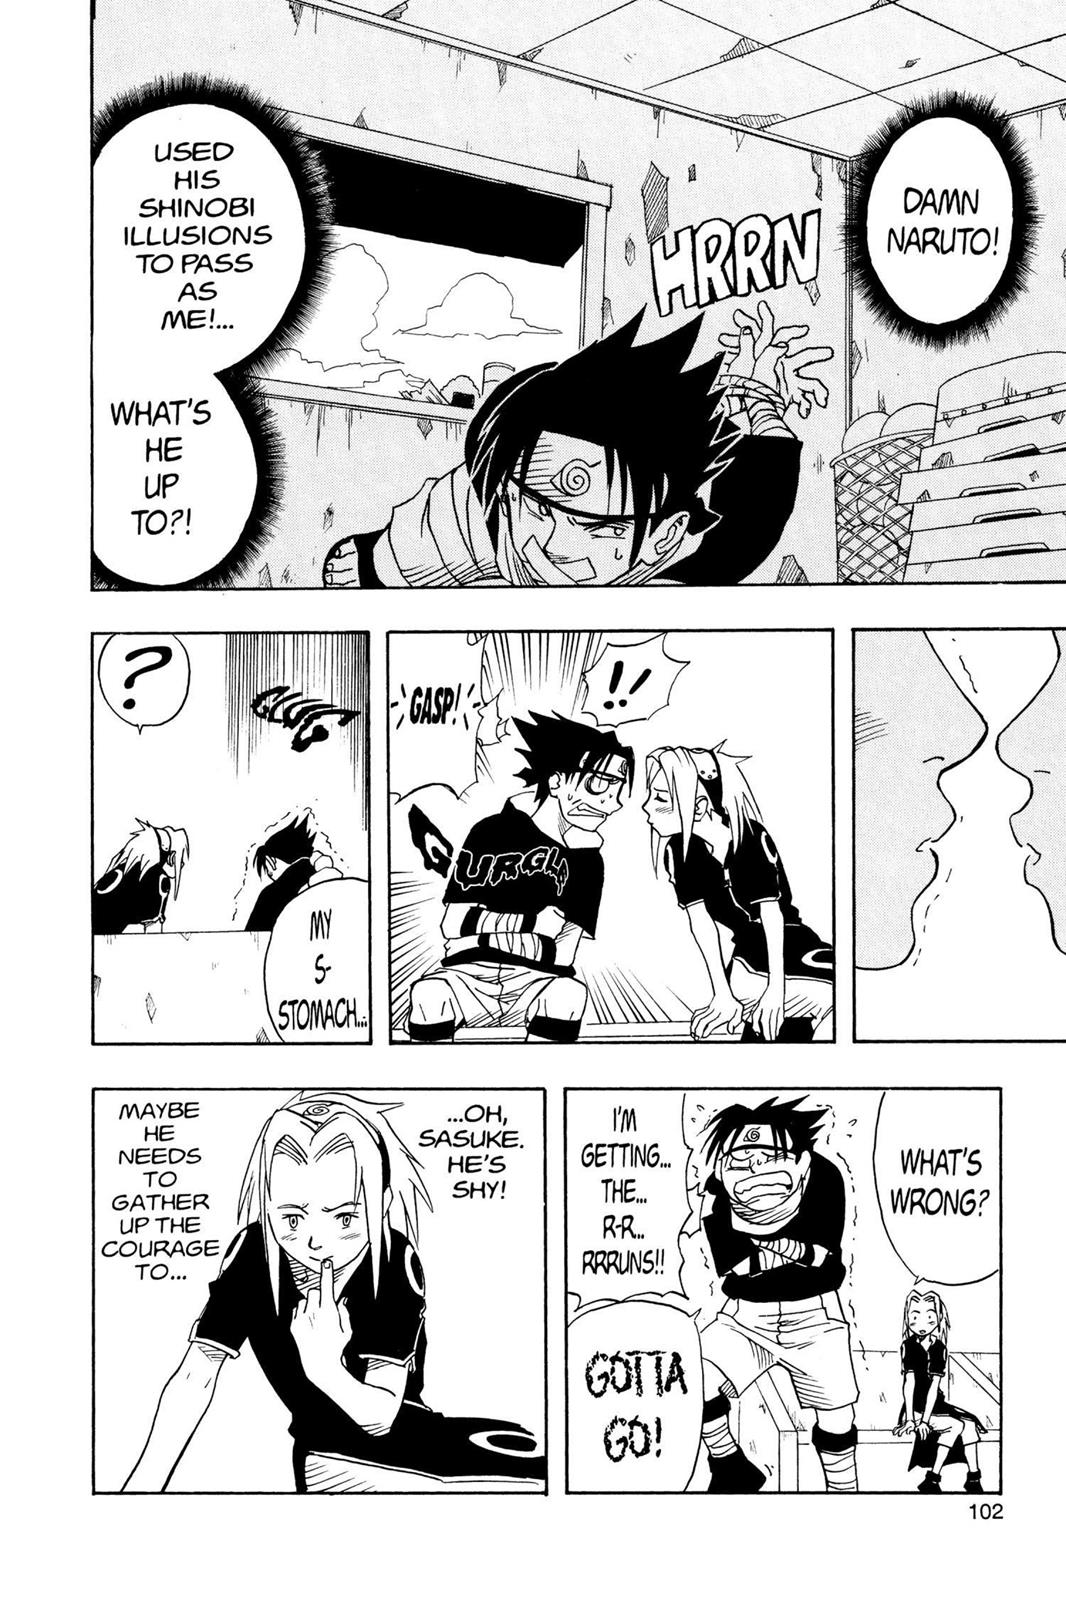 DAMN
NARUTO!
HRRN
USED
HIS
SHINOBI
ILLUSIONS
TO PASS
AS
ME!...
WHAT'S
HE
UP
TO?!
!!
GASP!
GURGL
?
GLUG
MY
S-
STOMACH...
WHAT'S
WRONG?
I'M
GETTING...
THE...
R-R...
RRRUNS!!
GOTTA
GO!
...OH,
SASUKE.
HE'S
SHY!
MAYBE
HE
NEEDS
TO
GATHER
UP THE
COURAGE
TO...
102